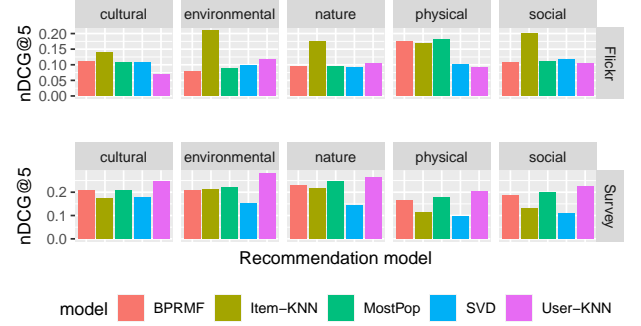 cultural environmental nature physical social
nDCG@5
0.20
0.15
0.10
0.05
0.00
Flickr
cultural environmental nature physical social
nDCG@5
0.2
0.1
0.0
Survey
Recommendation model
model BPRMF Item−KNN MostPop SVD User−KNN